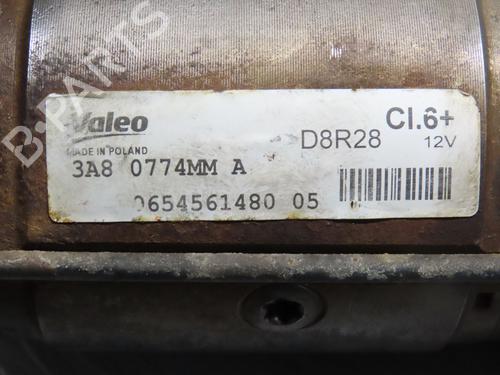 B-PARTS
Valeo
MADE IN POLAND
D8R28
Cl.6+
12V
3A8 0774MM A
0654561480 05